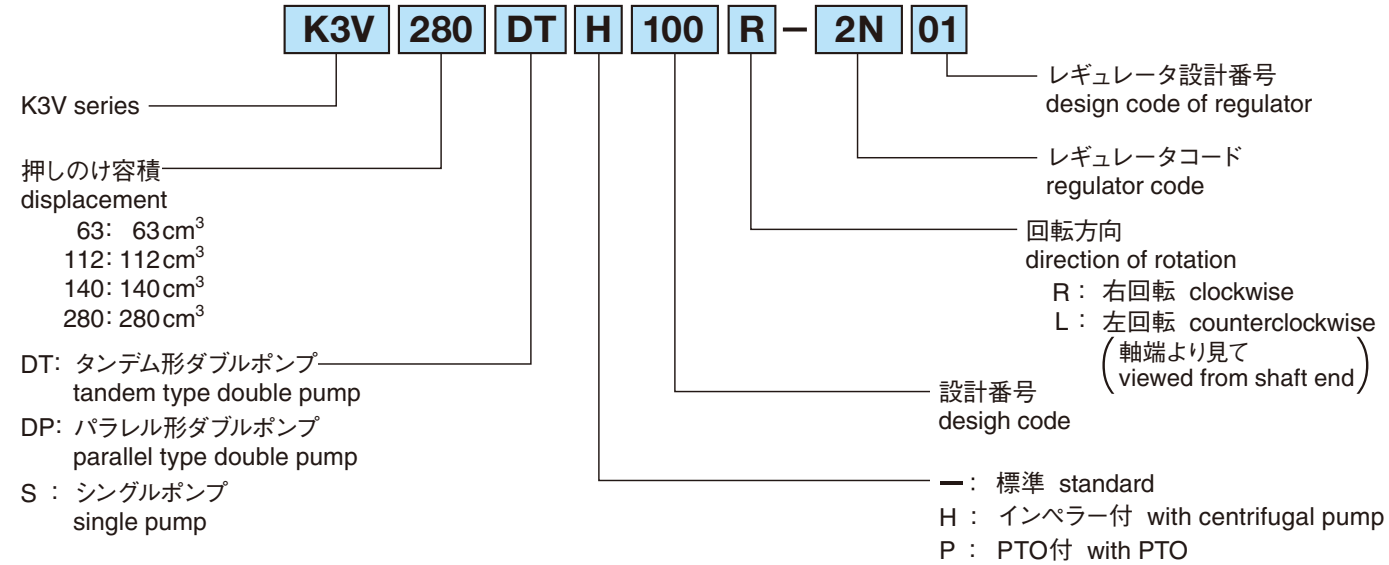 K3V 280 DT H 100 R - 2N 01
K3V series
押しのけ容積
displacement
63: 63cm³
112: 112cm³
140: 140cm³
280: 280cm³
DT: タンデム形ダブルポンプ
tandem type double pump
DP: パラレル形ダブルポンプ
parallel type double pump
S : シングルポンプ
single pump
レギュレータ設計番号
design code of regulator
レギュレータコード
regulator code
回転方向
direction of rotation
R : 右回転 clockwise
L : 左回転 counterclockwise
(軸端より見て
viewed from shaft end)
設計番号
desigh code
ー : 標準 standard
H : インペラー付 with centrifugal pump
P : PTO付 with PTO